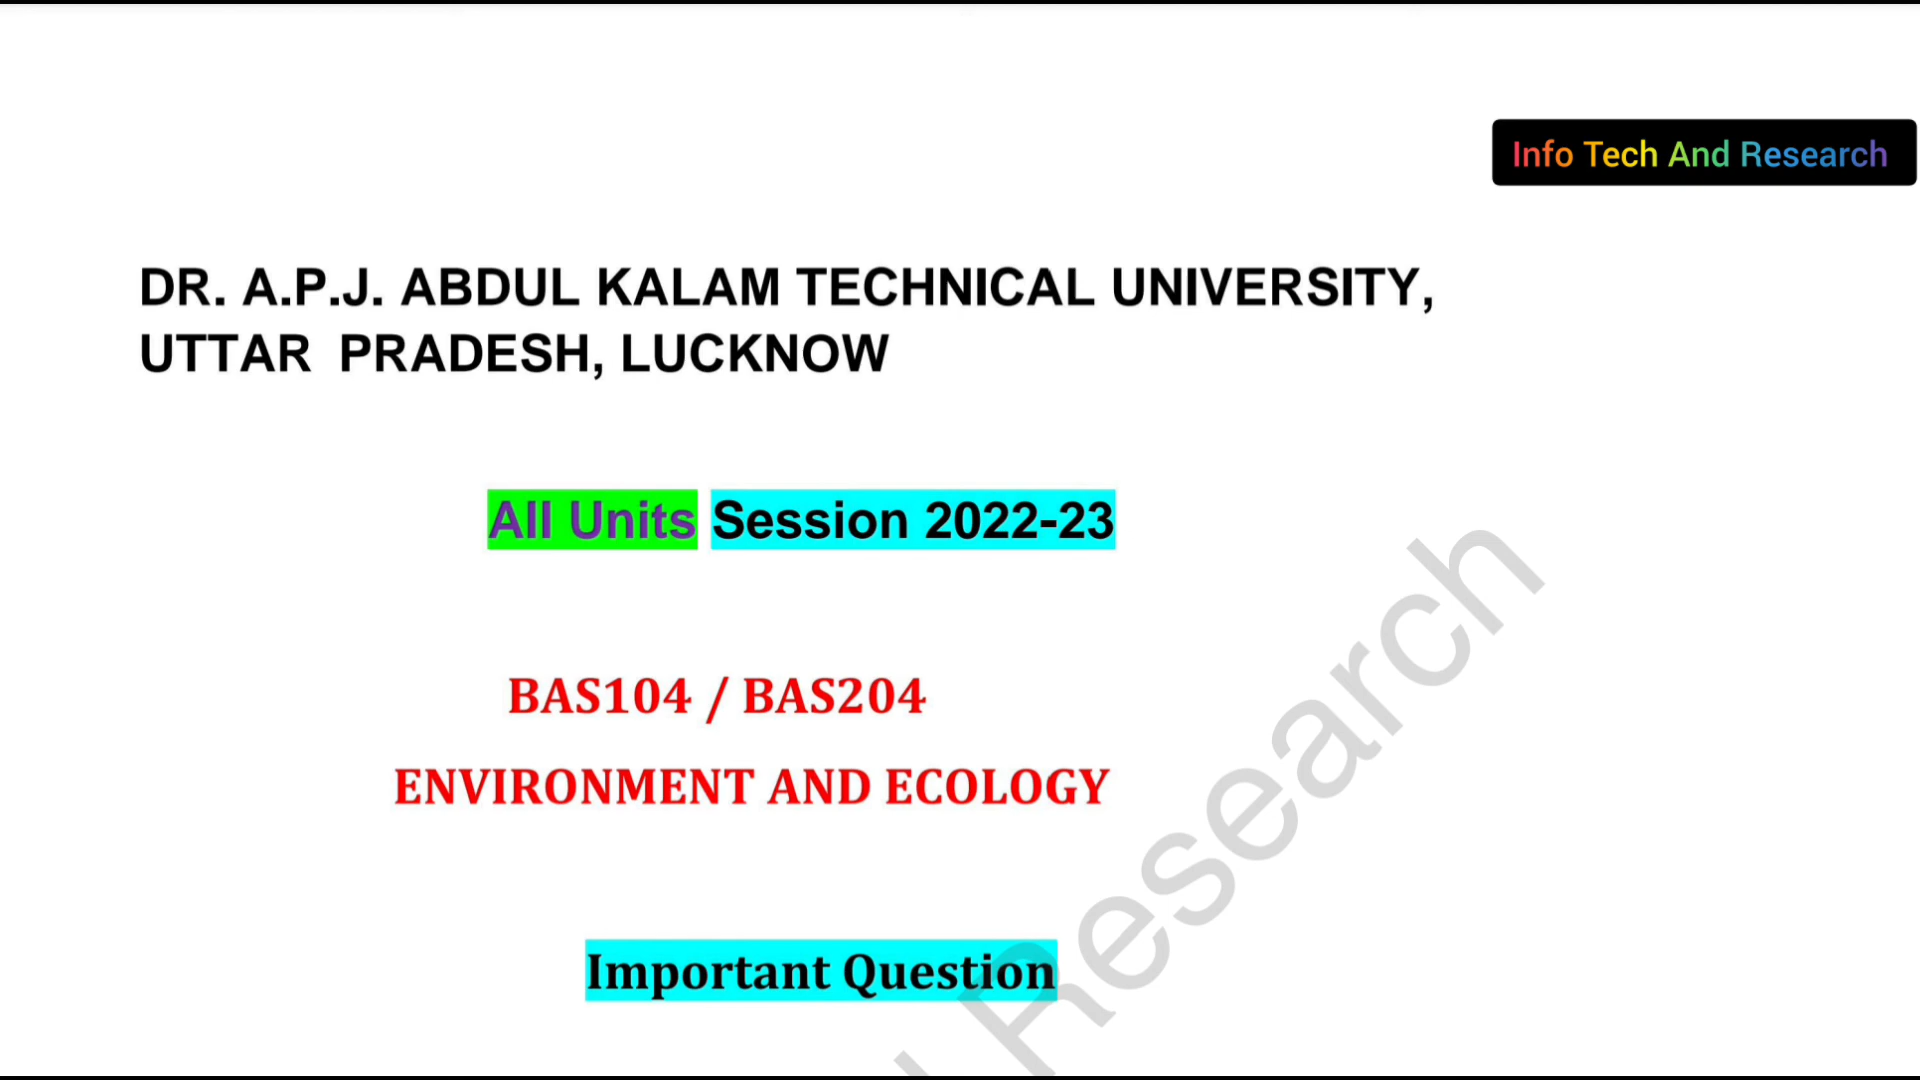 Info Tech And Research
DR. A.P.J. ABDUL KALAM TECHNICAL UNIVERSITY,
UTTAR PRADESH, LUCKNOW
All Units Session 2022-23
BAS104 / BAS204
ENVIRONMENT AND ECOLOGY
Important Question
Research